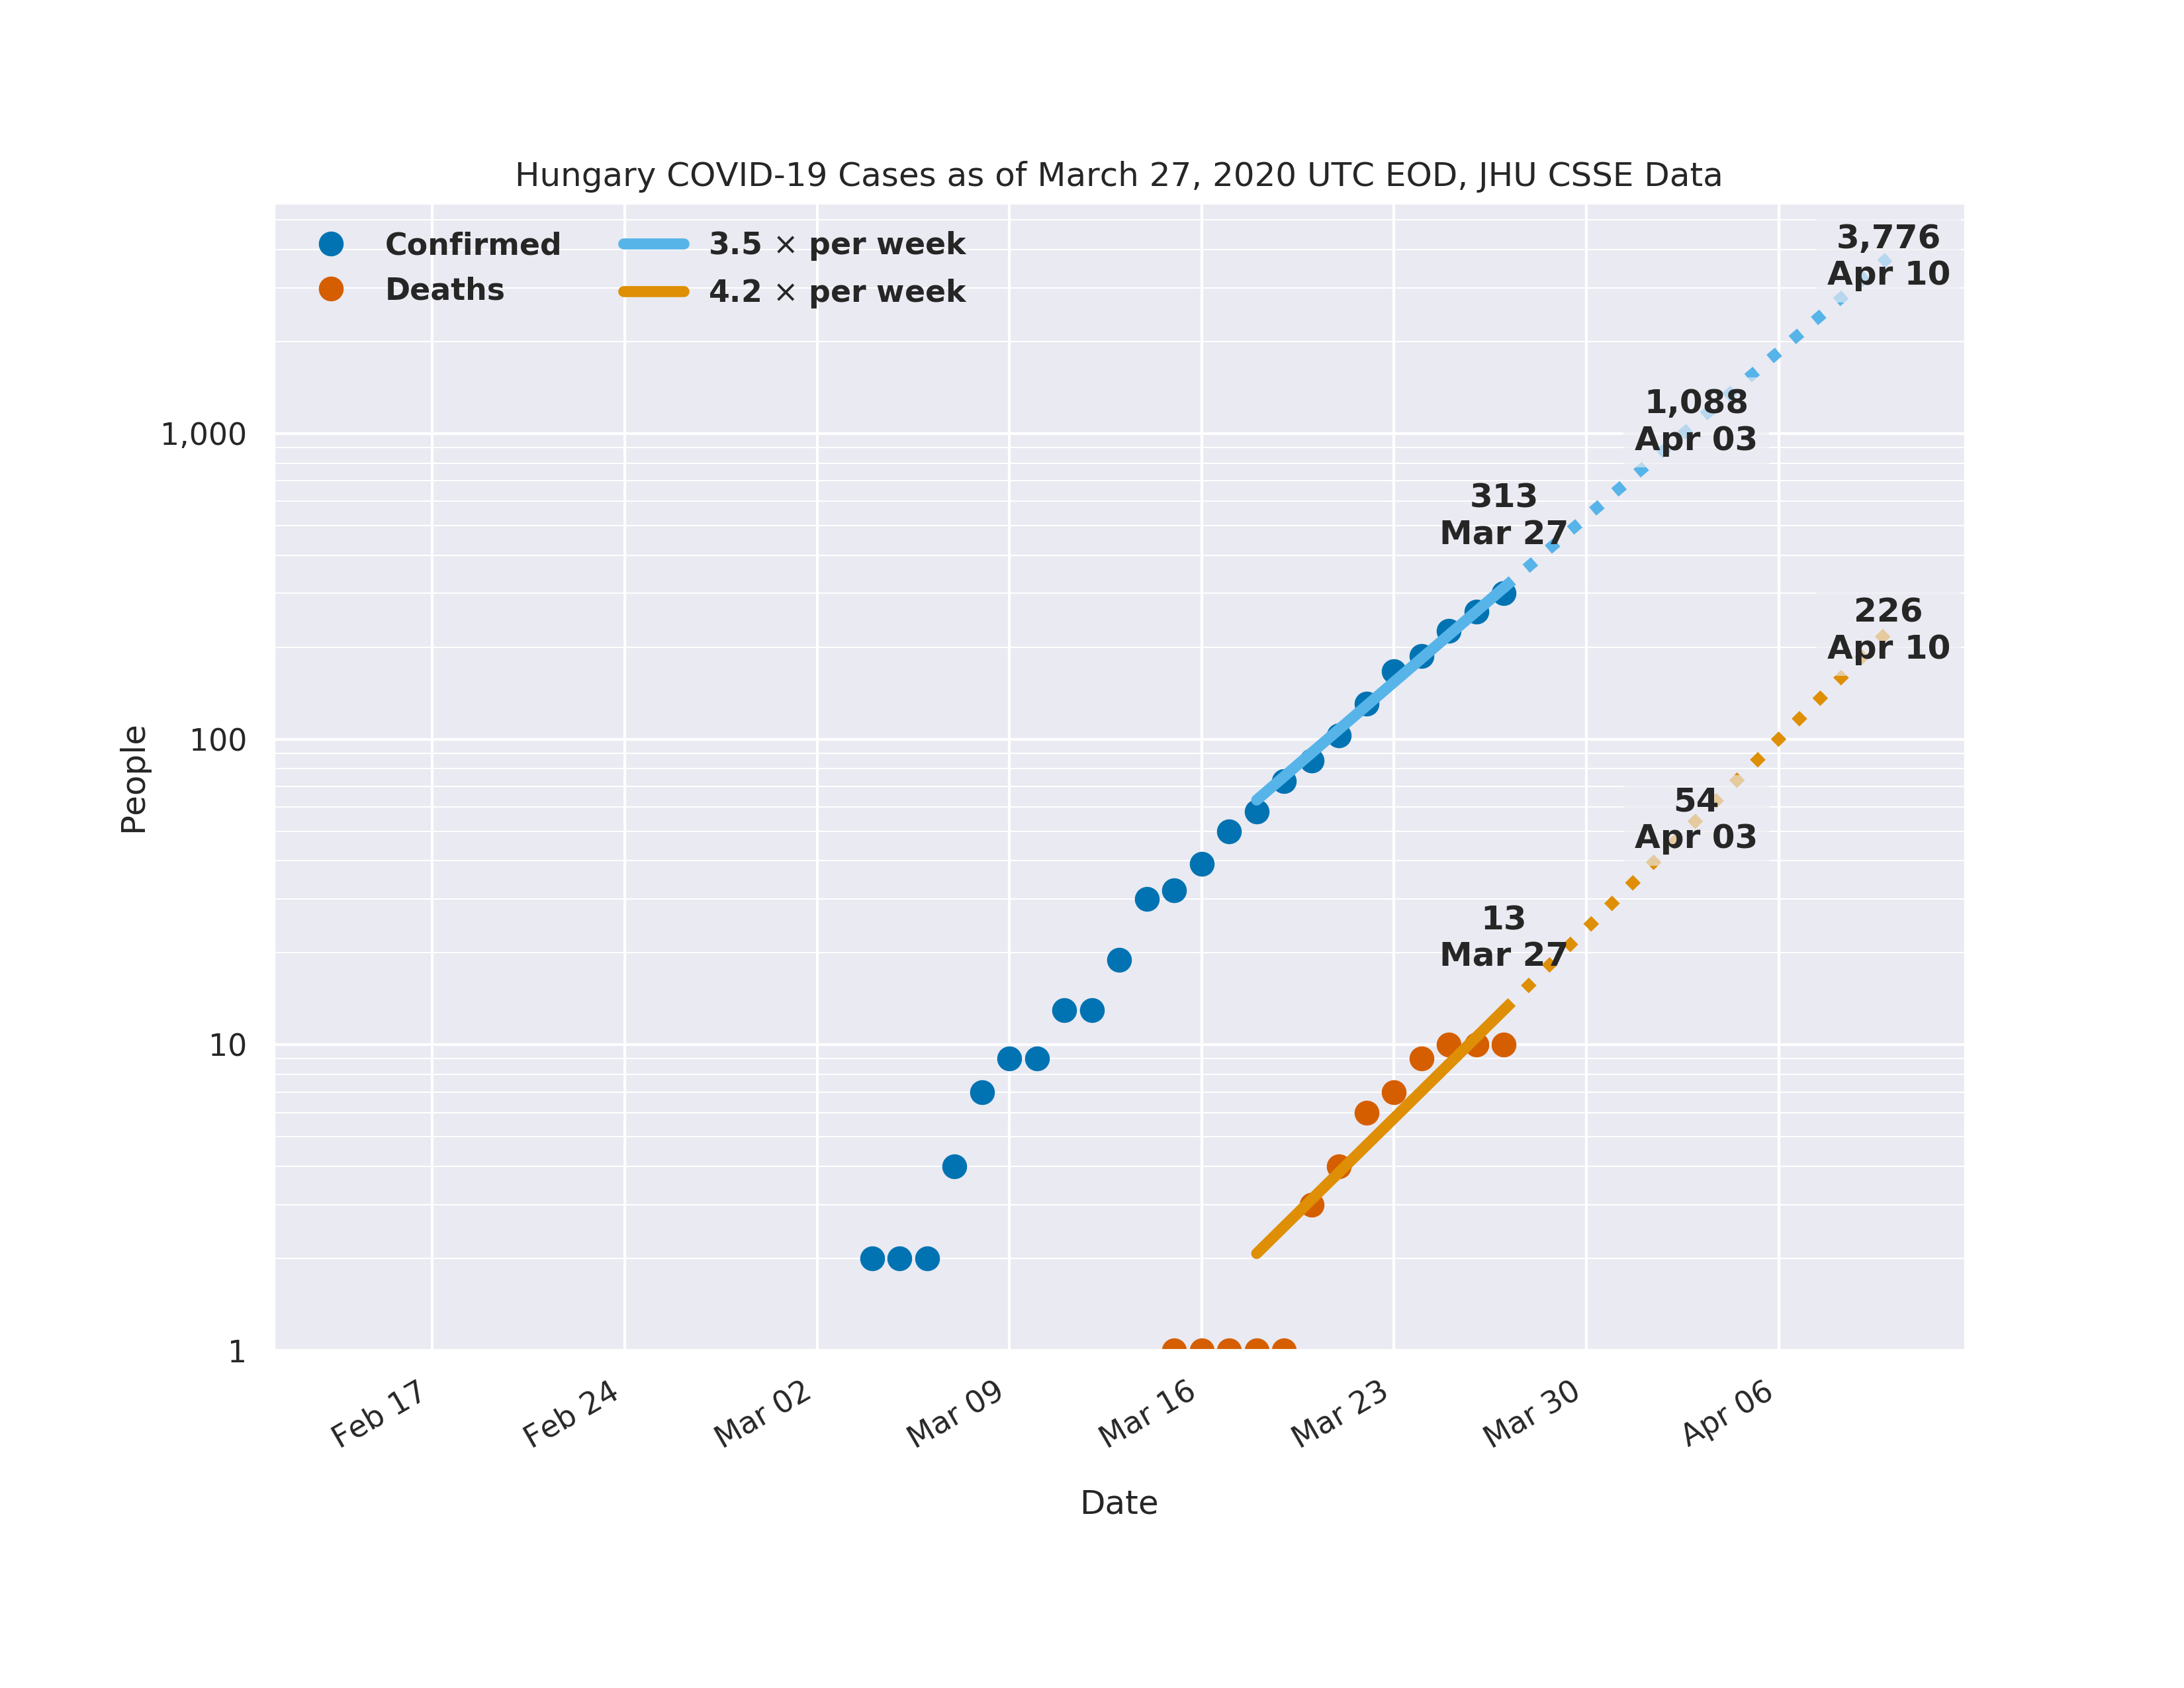 Hungary COVID-19 Cases as of March 27, 2020 UTC EOD, JHU CSSE Data
Confirmed
Deaths
3.5 × per week
4.2 × per week
3,776
Apr 10
1,088
Apr 03
313
Mar 27
226
Apr 10
54
Apr 03
13
Mar 27
People
1,000
100
10
1
Feb 17
Feb 24
Mar 02
Mar 09
Mar 16
Mar 23
Mar 30
Apr 06
Date